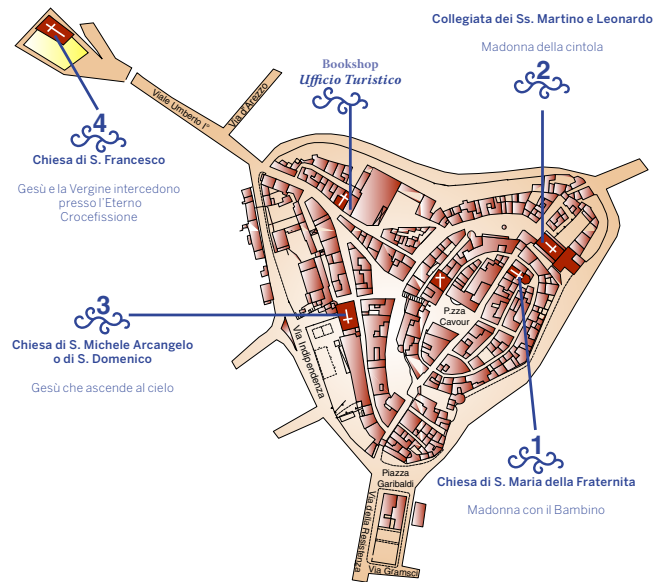 Collegiata dei Ss. Martino e Leonardo
Madonna della cintola
2
Bookshop
Ufficio Turistico
Viale Umberto I°
Via d'Arezzo
4
Chiesa di S. Francesco
Gesù e la Vergine intercedono
presso l'Eterno
Crocefissione
3
Chiesa di S. Michele Arcangelo
o di S. Domenico
Gesù che ascende al cielo
P.zza
Cavour
Via Indipendenza
1
Chiesa di S. Maria della Fraternita
Madonna con il Bambino
Piazza
Garibaldi
Via della Resistenza
Via Gramsci